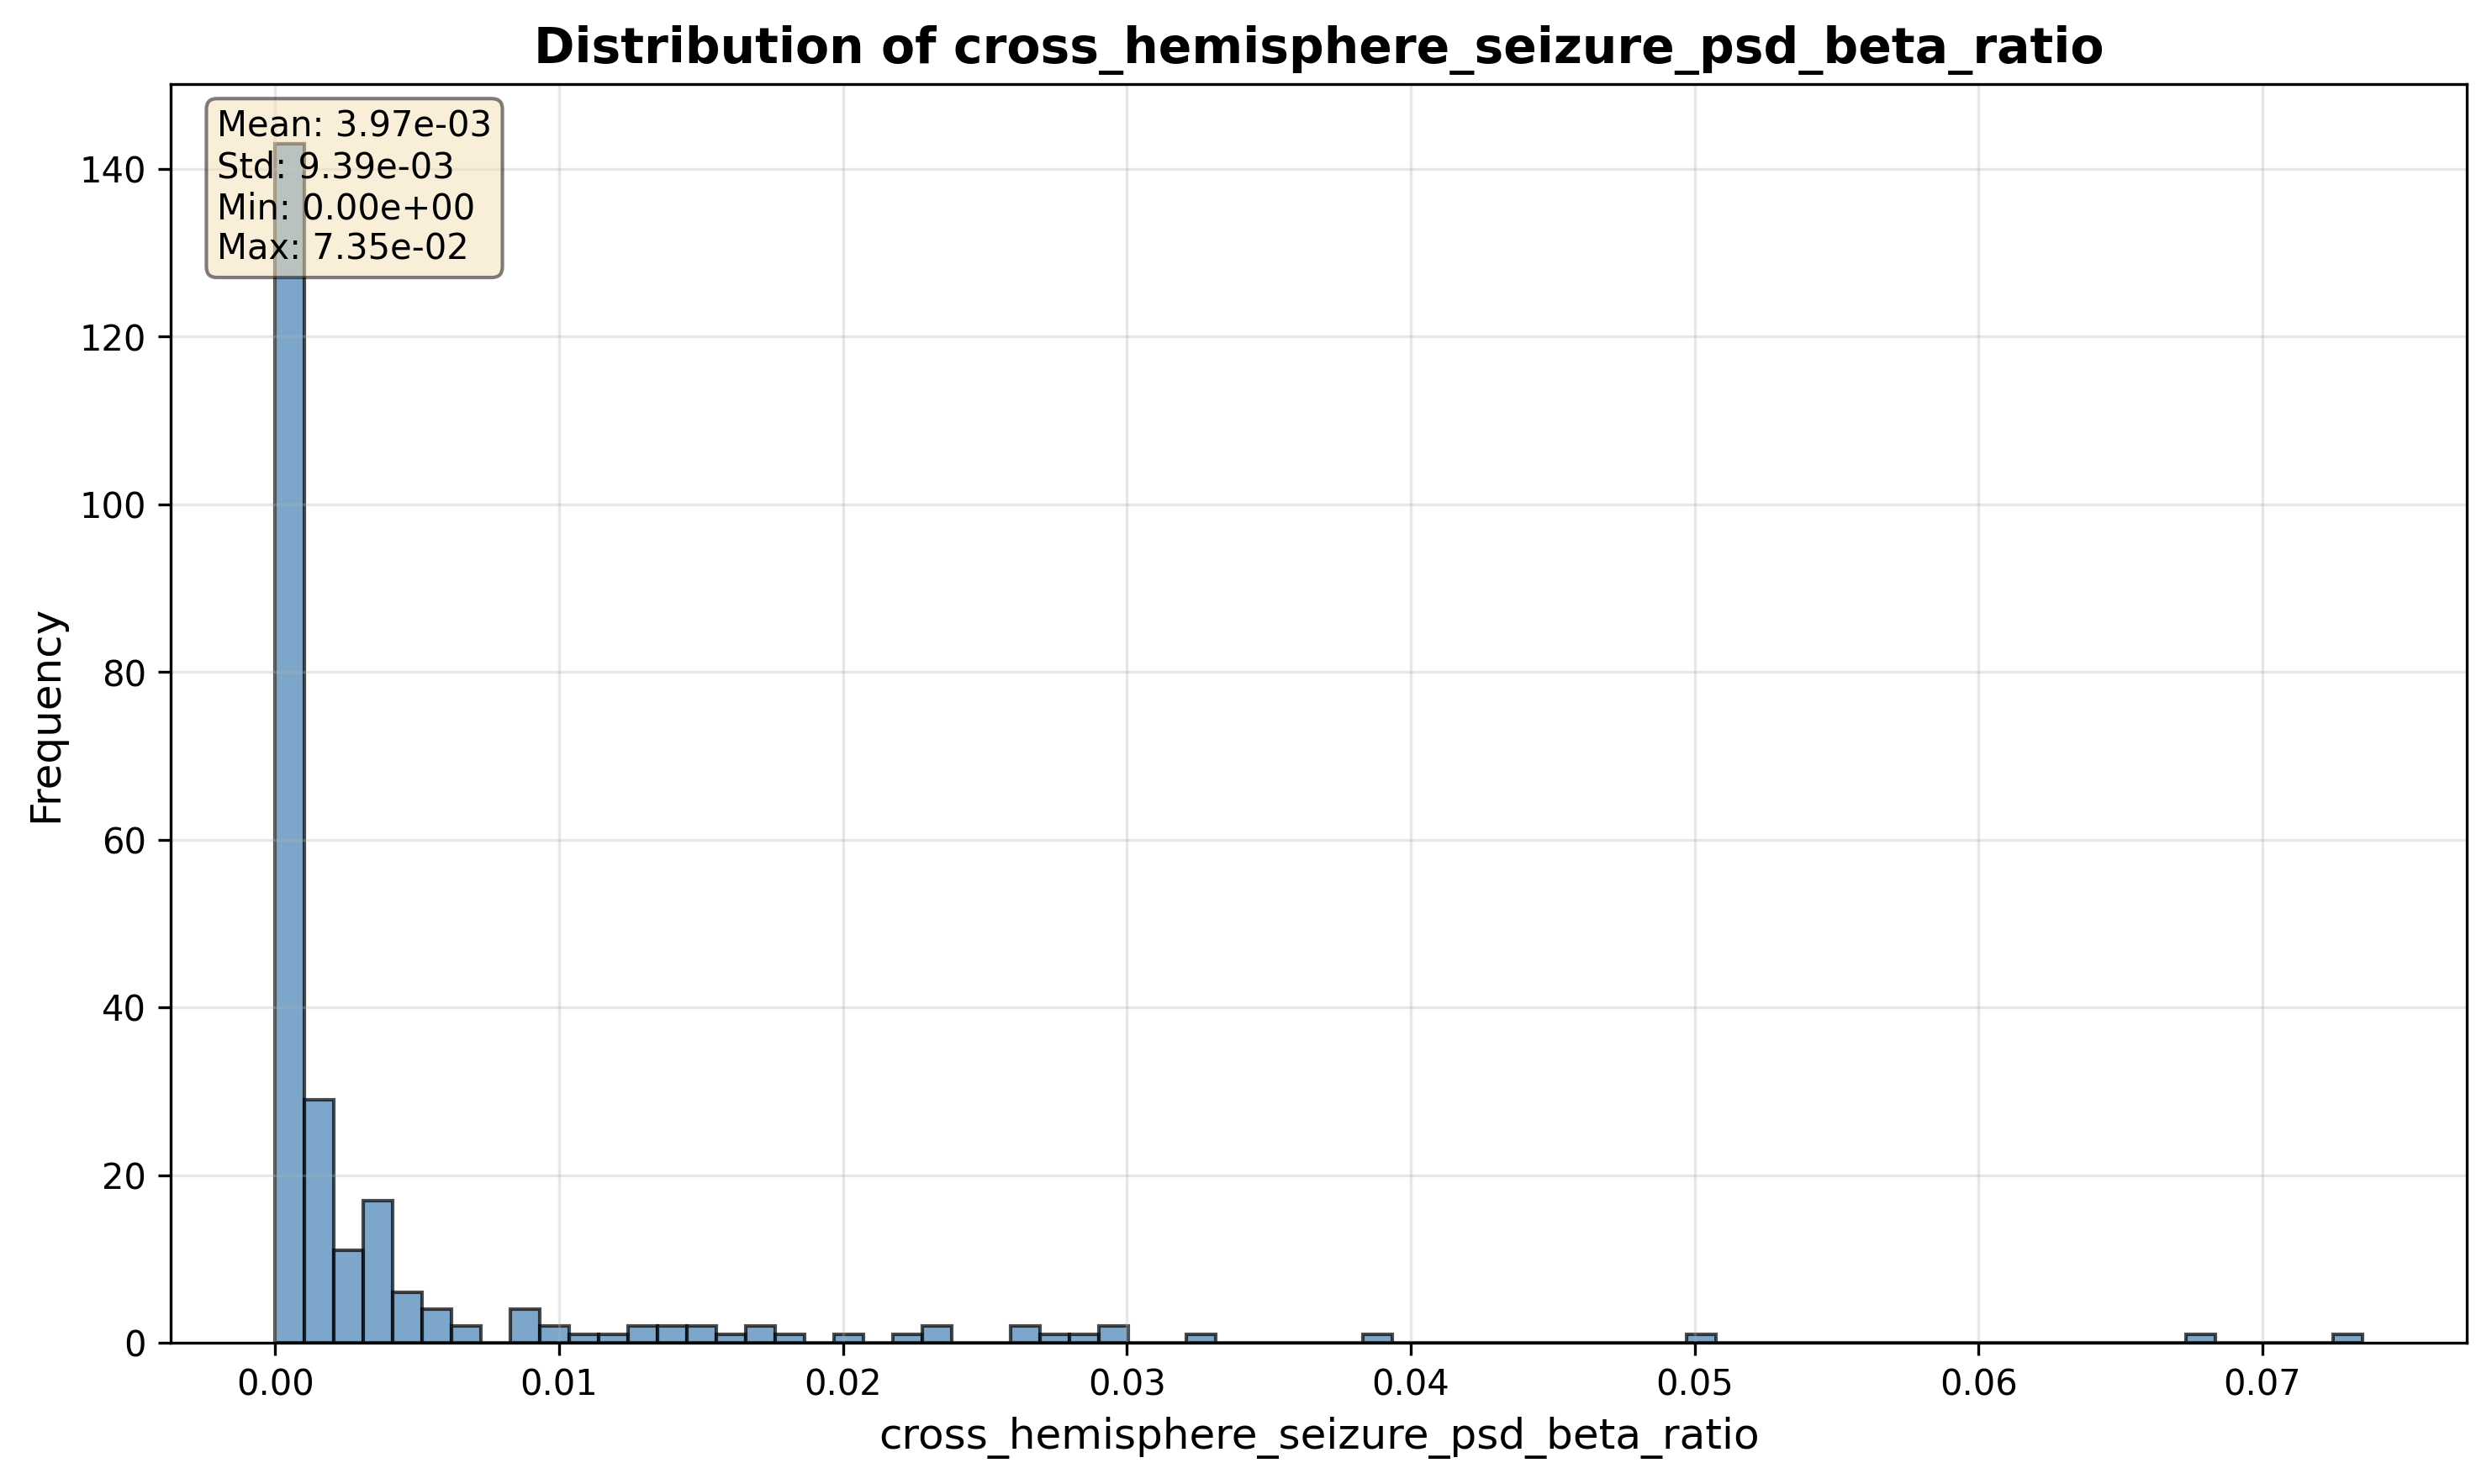 Distribution of cross_hemisphere_seizure_psd_beta_ratio
Mean: 3.97e-03
Std: 9.39e-03
Min: 0.00e+00
Max: 7.35e-02
140
120
100
80
60
40
20
0
Frequency
0.00 0.01 0.02 0.03 0.04 0.05 0.06 0.07
cross_hemisphere_seizure_psd_beta_ratio